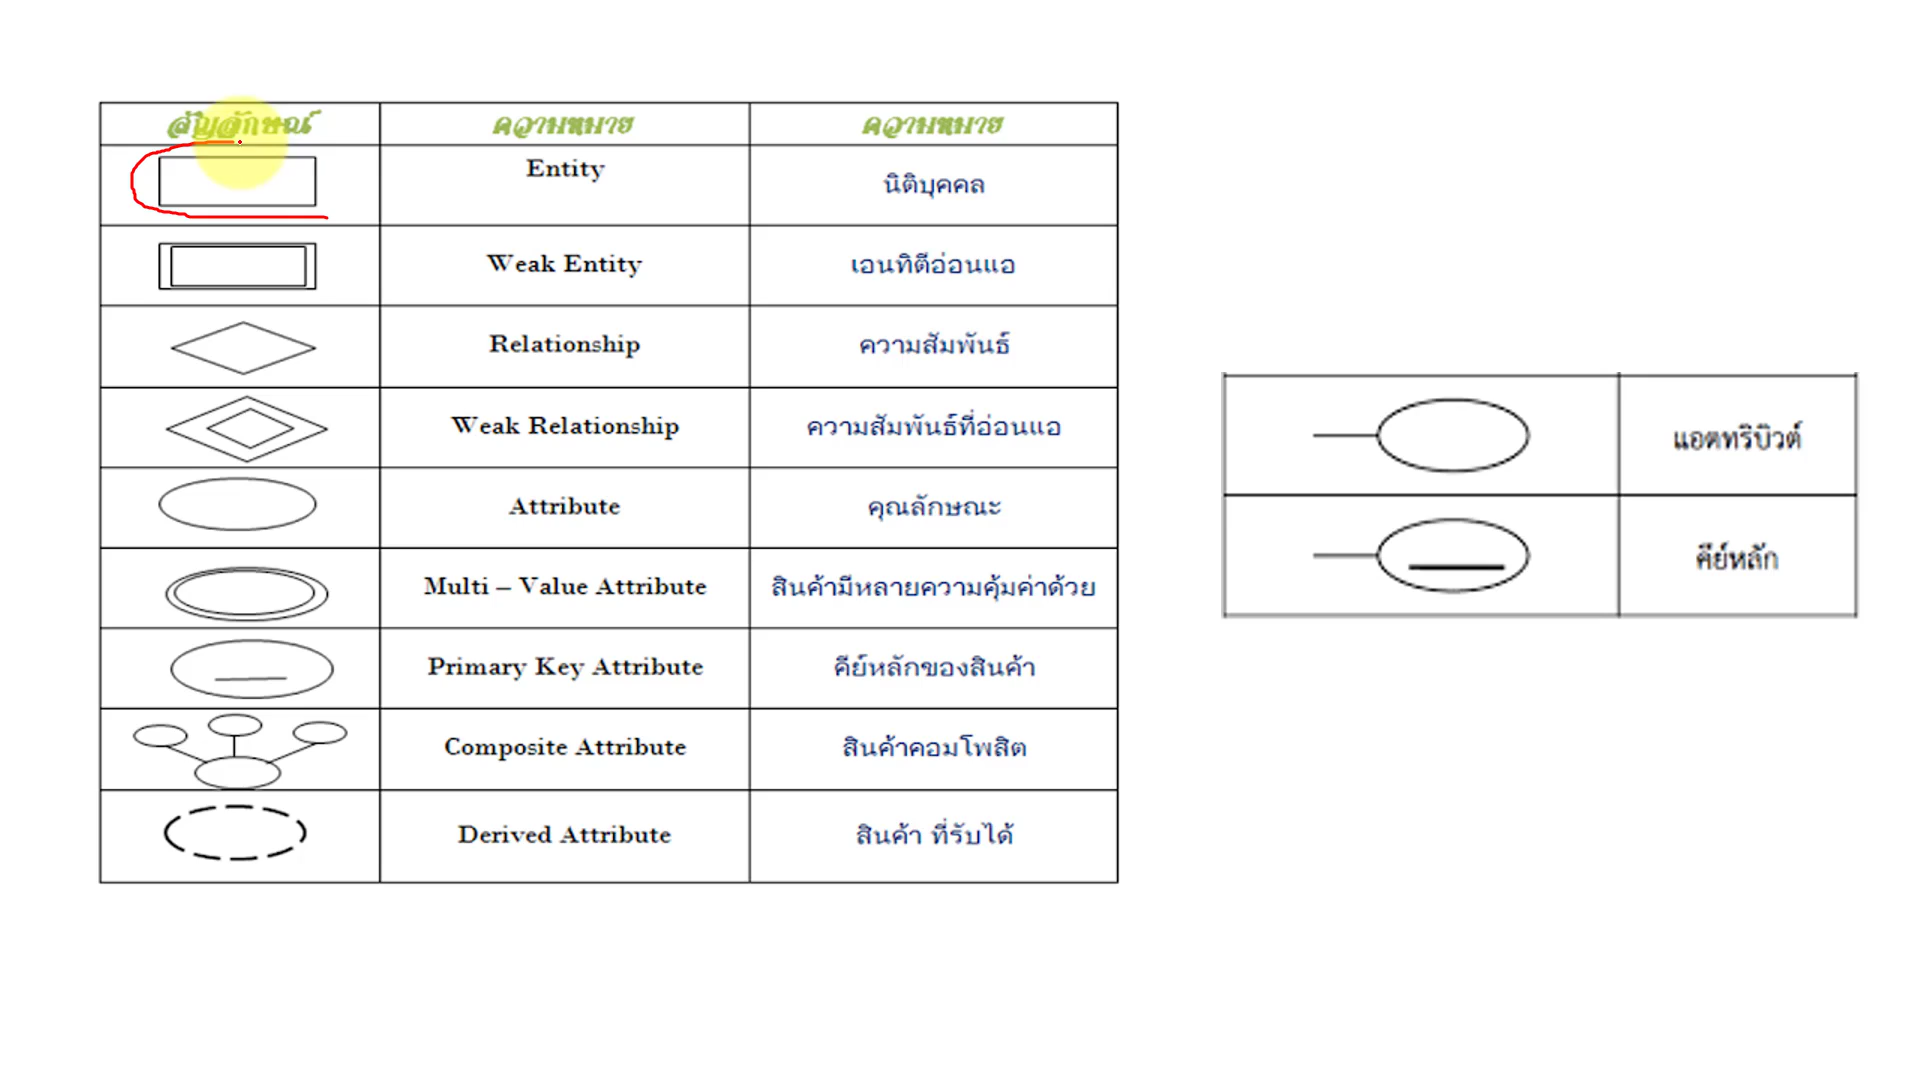 สัญลักษณ์ ความหมาย ความหมาย
Entity นิติบุคคล
Weak Entity เอนทิตีอ่อนแอ
Relationship ความสัมพันธ์
Weak Relationship ความสัมพันธ์ที่อ่อนแอ
Attribute คุณลักษณะ
Multi – Value Attribute สินค้ามีหลายความคุ้มค่าด้วย
Primary Key Attribute คีย์หลักของสินค้า
Composite Attribute สินค้าคอมโพสิต
Derived Attribute สินค้า ที่รับได้
แอตทริบิวต์
คีย์หลัก